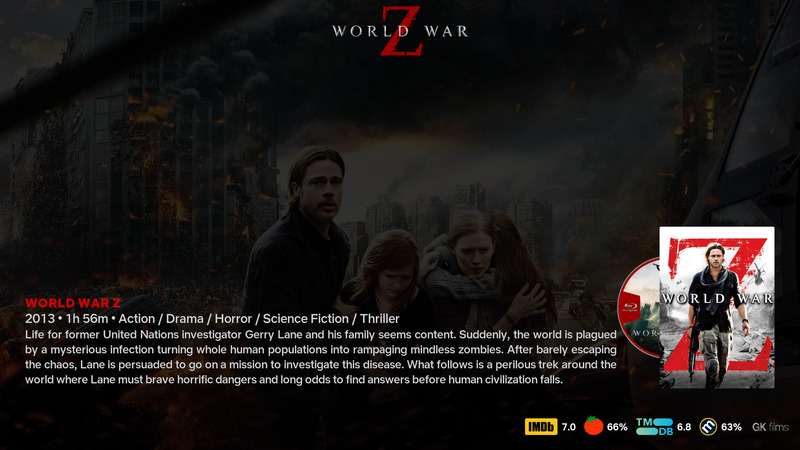 WORLD WAR Z
WORLD WAR Z
2013 • 1h 56m • Action / Drama / Horror / Science Fiction / Thriller
Life for former United Nations investigator Gerry Lane and his family seems content. Suddenly, the world is plagued
by a mysterious infection turning whole human populations into rampaging mindless zombies. After barely escaping
the chaos, Lane is persuaded to go on a mission to investigate this disease. What follows is a perilous trek around the
world where Lane must brave horrific dangers and long odds to find answers before human civilization falls.
WORLD WAR Z
IMDb 7.0 66% TMDB 6.8 63% GK films